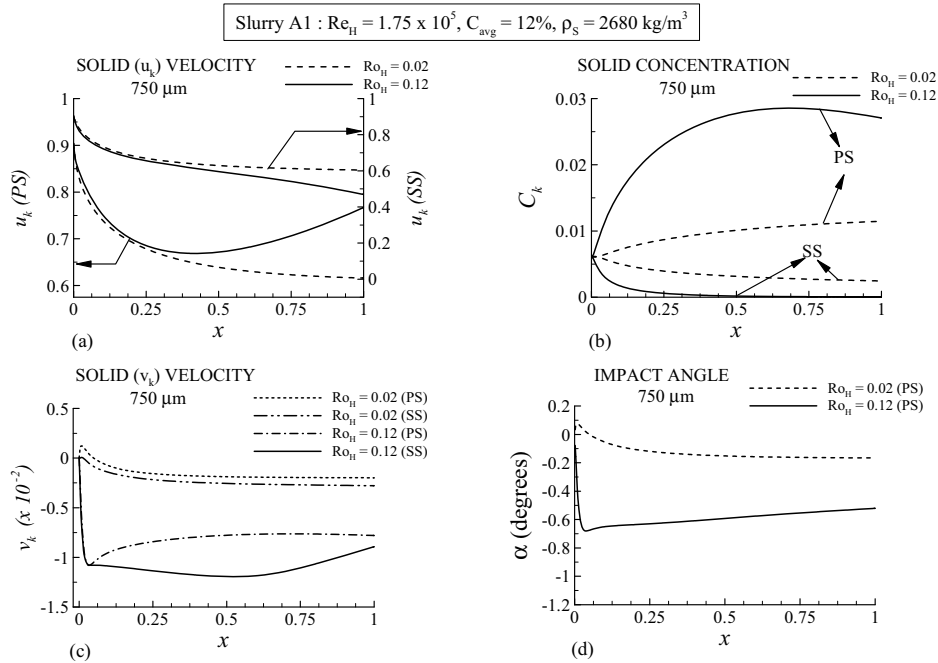 Slurry A1 : Re_H = 1.75 x 10^5, C_avg = 12%, ρ_S = 2680 kg/m^3
SOLID (u_k) VELOCITY
750 μm
Ro_H = 0.02
Ro_H = 0.12
1
0.9
0.8
0.7
0.6
u_k (PS)
1
0.8
0.6
0.4
0.2
0
u_k (SS)
0
0.25
0.5
0.75
1
x
(a)
SOLID CONCENTRATION
750 μm
Ro_H = 0.02
Ro_H = 0.12
0.03
0.02
0.01
0
C_k
PS
SS
0
0.25
0.5
0.75
1
x
(b)
SOLID (v_k) VELOCITY
750 μm
Ro_H = 0.02 (PS)
Ro_H = 0.02 (SS)
Ro_H = 0.12 (PS)
Ro_H = 0.12 (SS)
0.5
0
-0.5
-1
-1.5
v_k (x 10^-2)
0
0.25
0.5
0.75
1
x
(c)
IMPACT ANGLE
750 μm
Ro_H = 0.02 (PS)
Ro_H = 0.12 (PS)
0.2
0
-0.2
-0.4
-0.6
-0.8
-1
-1.2
α (degrees)
0
0.25
0.5
0.75
1
x
(d)